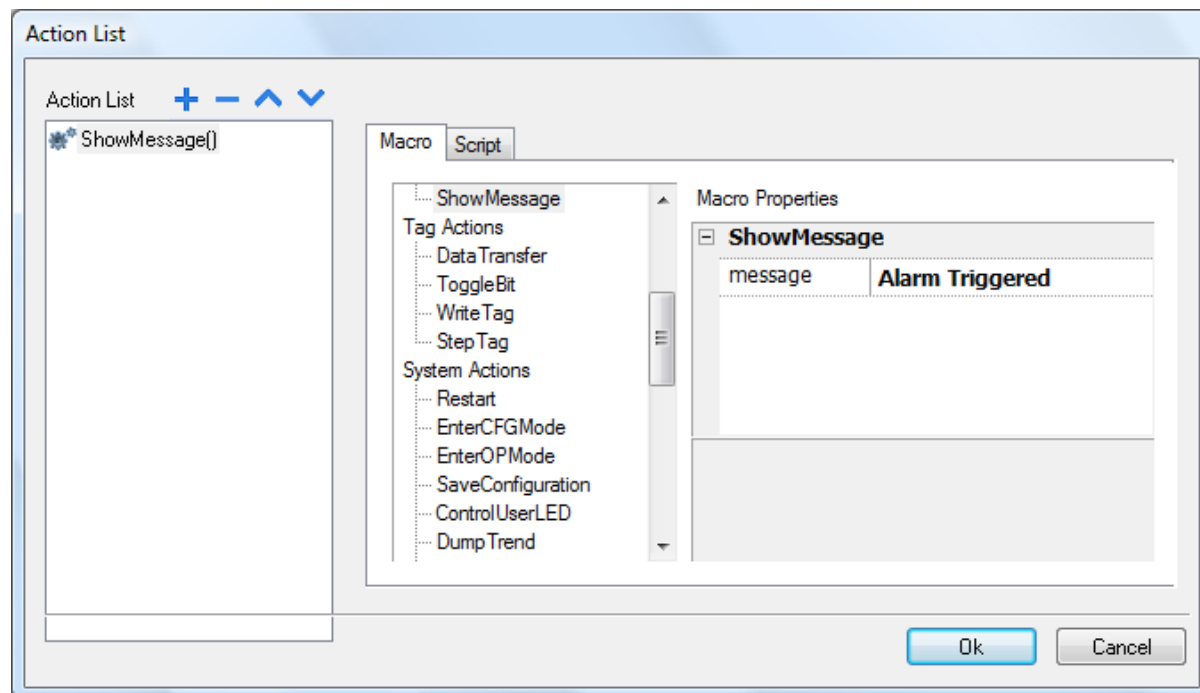 Action List
Action List
ShowMessage()
Macro
Script
ShowMessage
Tag Actions
DataTransfer
ToggleBit
WriteTag
StepTag
System Actions
Restart
EnterCFGMode
EnterOPMode
SaveConfiguration
ControlUserLED
DumpTrend
Macro Properties
ShowMessage
message Alarm Triggered
Ok
Cancel